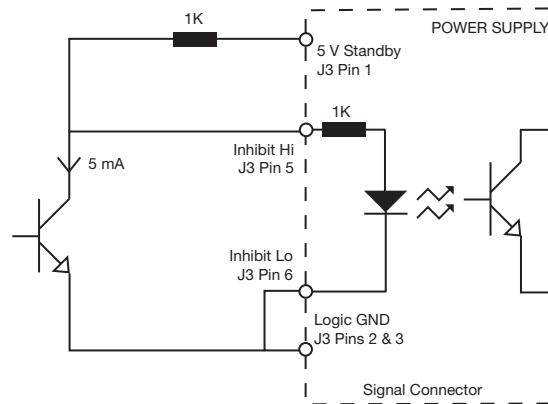 1K
POWER SUPPLY
5 V Standby
J3 Pin 1
1K
Inhibit Hi
J3 Pin 5
5 mA
Inhibit Lo
J3 Pin 6
Logic GND
J3 Pins 2 & 3
Signal Connector